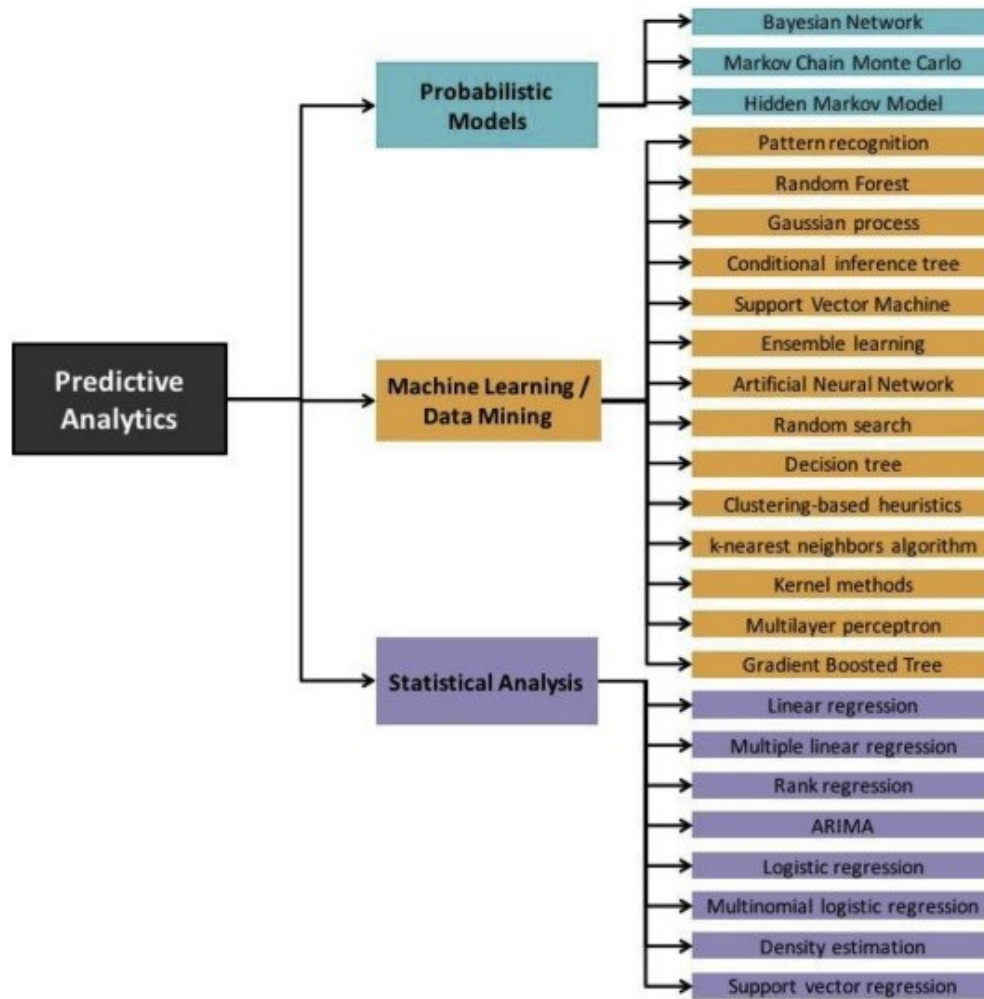 Bayesian Network
Markov Chain Monte Carlo
Hidden Markov Model
Probabilistic
Models
Pattern recognition
Random Forest
Gaussian process
Conditional inference tree
Support Vector Machine
Ensemble learning
Artificial Neural Network
Random search
Decision tree
Clustering-based heuristics
k-nearest neighbors algorithm
Kernel methods
Multilayer perceptron
Gradient Boosted Tree
Predictive
Analytics
Machine Learning /
Data Mining
Statistical Analysis
Linear regression
Multiple linear regression
Rank regression
ARIMA
Logistic regression
Multinomial logistic regression
Density estimation
Support vector regression